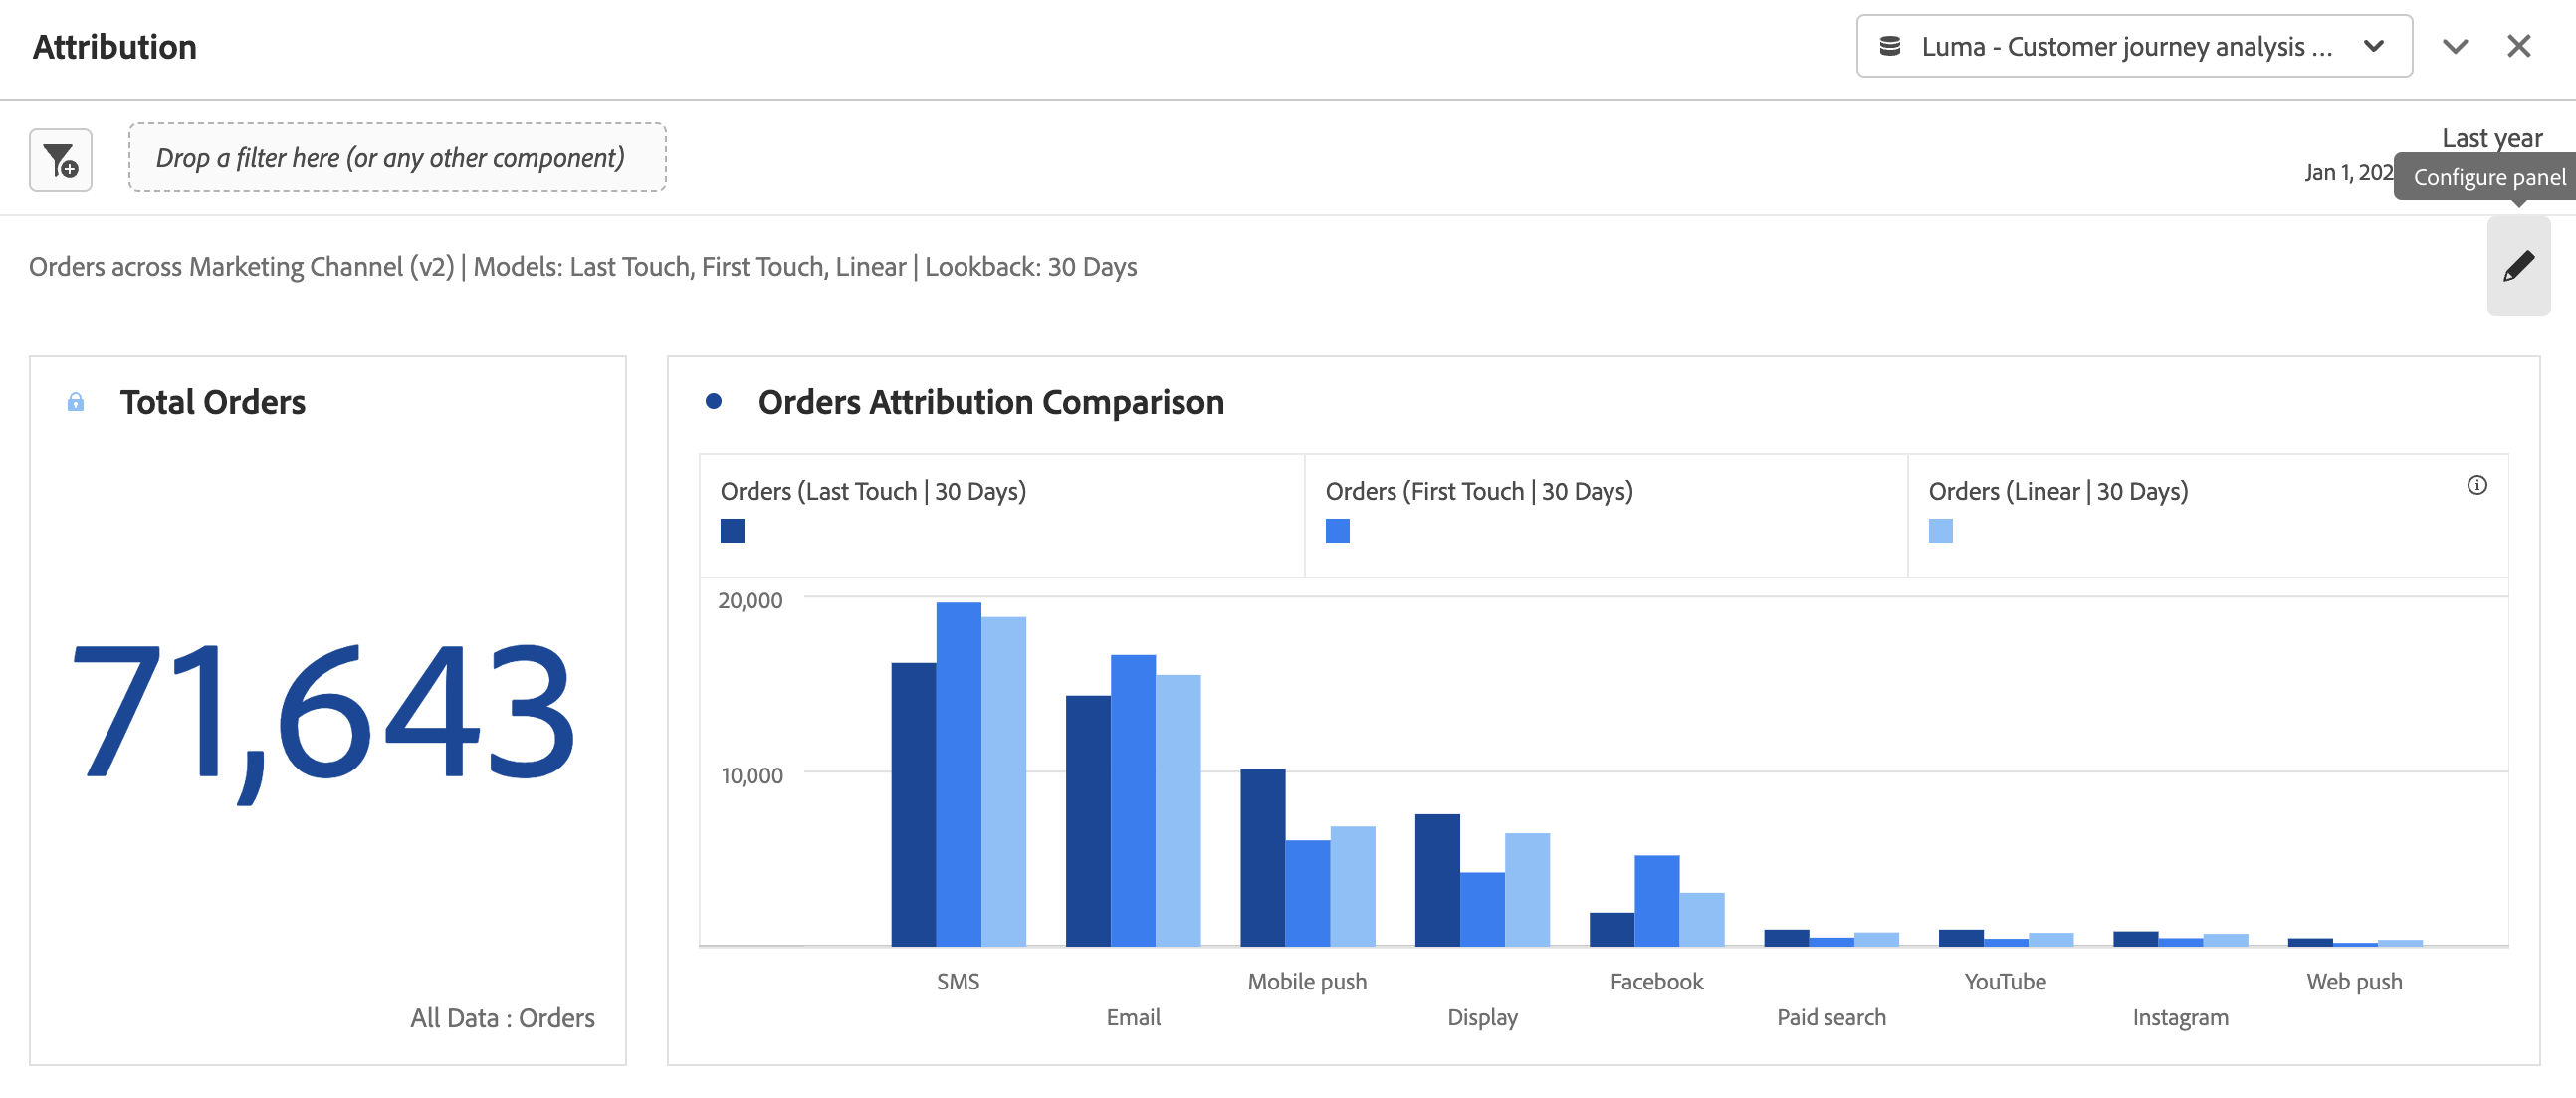 Attribution
Luma - Customer journey analysis ...
Drop a filter here (or any other component)
Last year
Jan 1, 202
Configure panel
Orders across Marketing Channel (v2) | Models: Last Touch, First Touch, Linear | Lookback: 30 Days
Total Orders
71,643
All Data : Orders
Orders Attribution Comparison
Orders (Last Touch | 30 Days)
Orders (First Touch | 30 Days)
Orders (Linear | 30 Days)
20,000
10,000
SMS
Email
Mobile push
Display
Facebook
Paid search
YouTube
Instagram
Web push